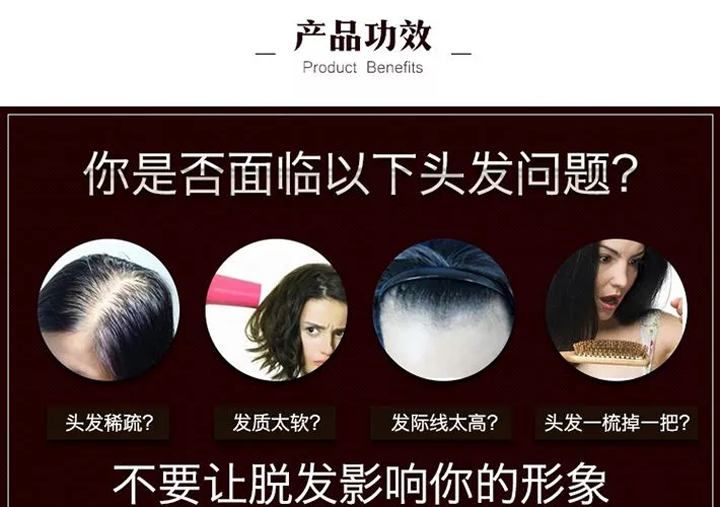 产品功效
Product Benefits
你是否面临以下头发问题?
头发稀疏?
发质太软?
发际线太高?
头发一梳掉一把?
不要让脱发影响你的形象